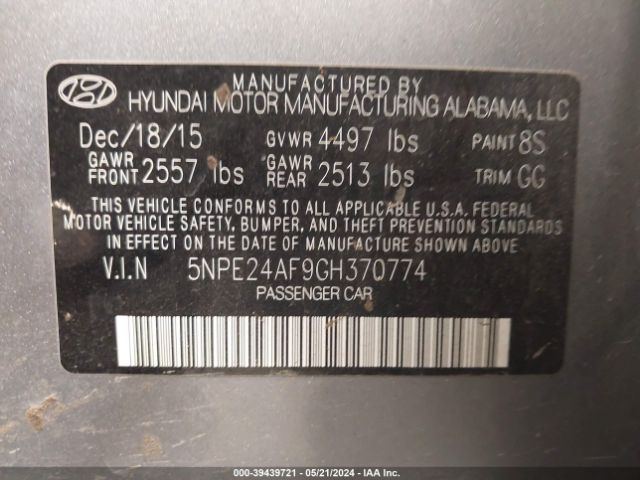 MANUFACTURED BY
HYUNDAI MOTOR MANUFACTURING ALABAMA, LLC
Dec/18/15 GVWR 4497 lbs PAINT 8S
GAWR FRONT 2557 lbs GAWR REAR 2513 lbs TRIM GG
THIS VEHICLE CONFORMS TO ALL APPLICABLE U.S.A. FEDERAL
MOTOR VEHICLE SAFETY, BUMPER, AND THEFT PREVENTION STANDARDS
IN EFFECT ON THE DATE OF MANUFACTURE SHOWN ABOVE
V.I.N 5NPE24AF9GH370774
PASSENGER CAR
000-39439721 - 05/21/2024 - IAA Inc.